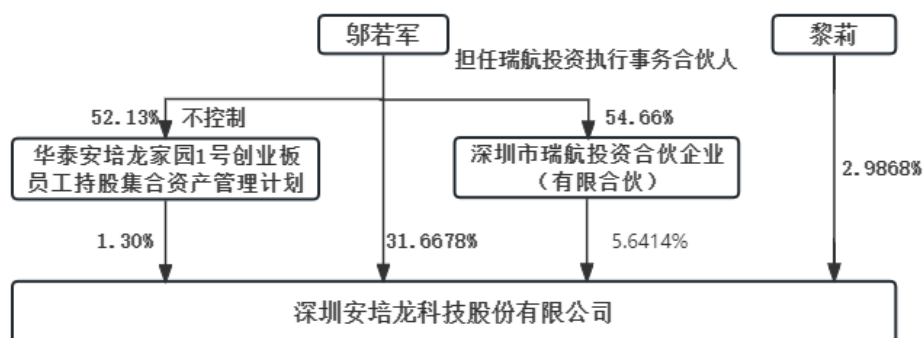 邬若军
黎莉
担任瑞航投资执行事务合伙人
52.13%
不控制
54.66%
华泰安培龙家园1号创业板
员工持股集合资产管理计划
深圳市瑞航投资合伙企业
（有限合伙）
2.9868%
1.30%
31.6678%
5.6414%
深圳安培龙科技股份有限公司